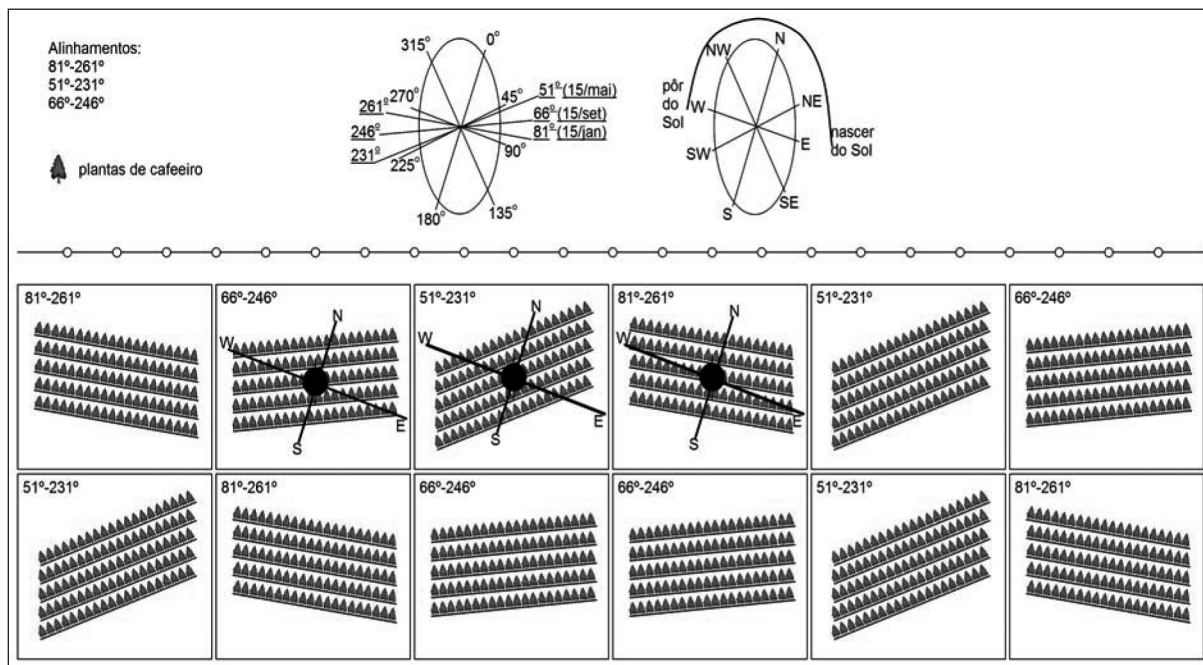 Alinhamentos:
81º-261º
51º-231º
66º-246º
plantas de cafeeiro
315°
0°
270°
45°
51º (15/mai)
261º
66º (15/set)
246º
81º (15/jan)
231º
225°
90°
180°
135°
NW
N
pôr
do
Sol
W
NE
nascer
do Sol
SW
E
S
SE
81º-261º
66º-246º
N
W
E
S
51º-231º
N
W
E
S
81º-261º
N
W
E
S
51º-231º
66º-246º
51º-231º
81º-261º
66º-246º
66º-246º
51º-231º
81º-261º